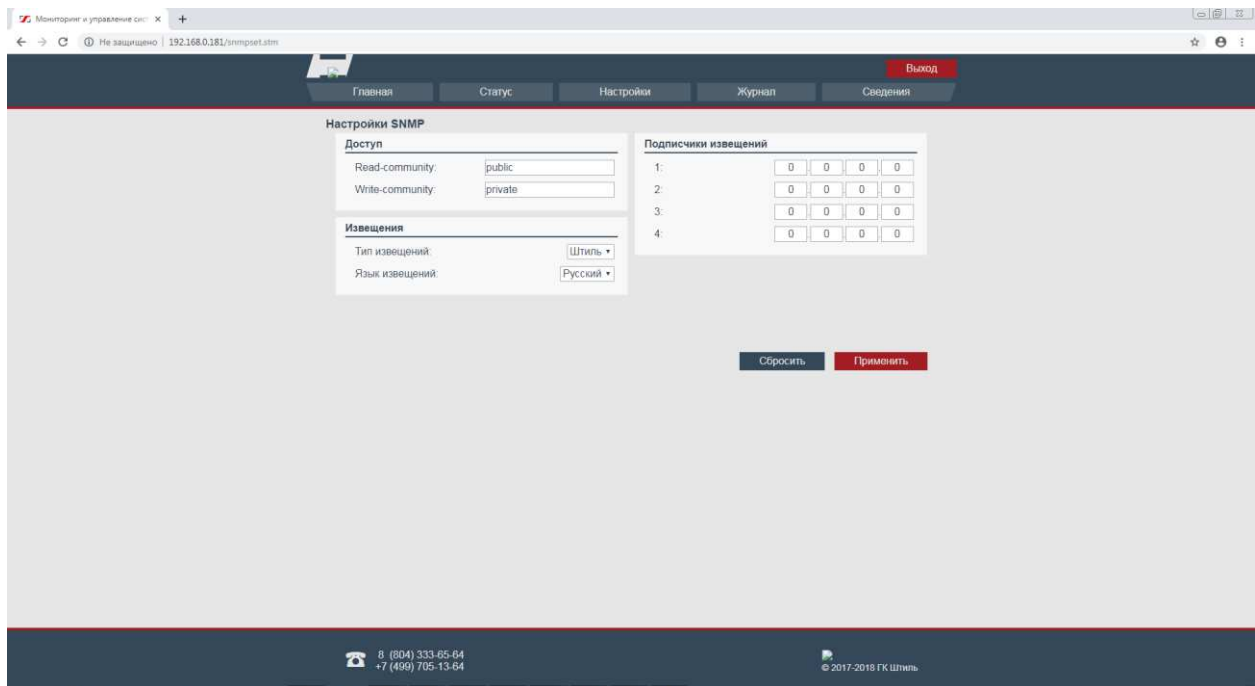 Мониторинг и управление сис
Не защищено | 192.168.0.181/snmpset.stm
Выход
Главная Статус Настройки Журнал Сведения
Настройки SNMP
Доступ
Read-community: public
Write-community: private
Извещения
Тип извещений: Штиль
Язык извещений: Русский
Подписчики извещений
1: 0 . 0 . 0 . 0
2: 0 . 0 . 0 . 0
3: 0 . 0 . 0 . 0
4: 0 . 0 . 0 . 0
Сбросить Применить
8 (804) 333-65-64
+7 (499) 705-13-64
© 2017-2018 ГК Штиль